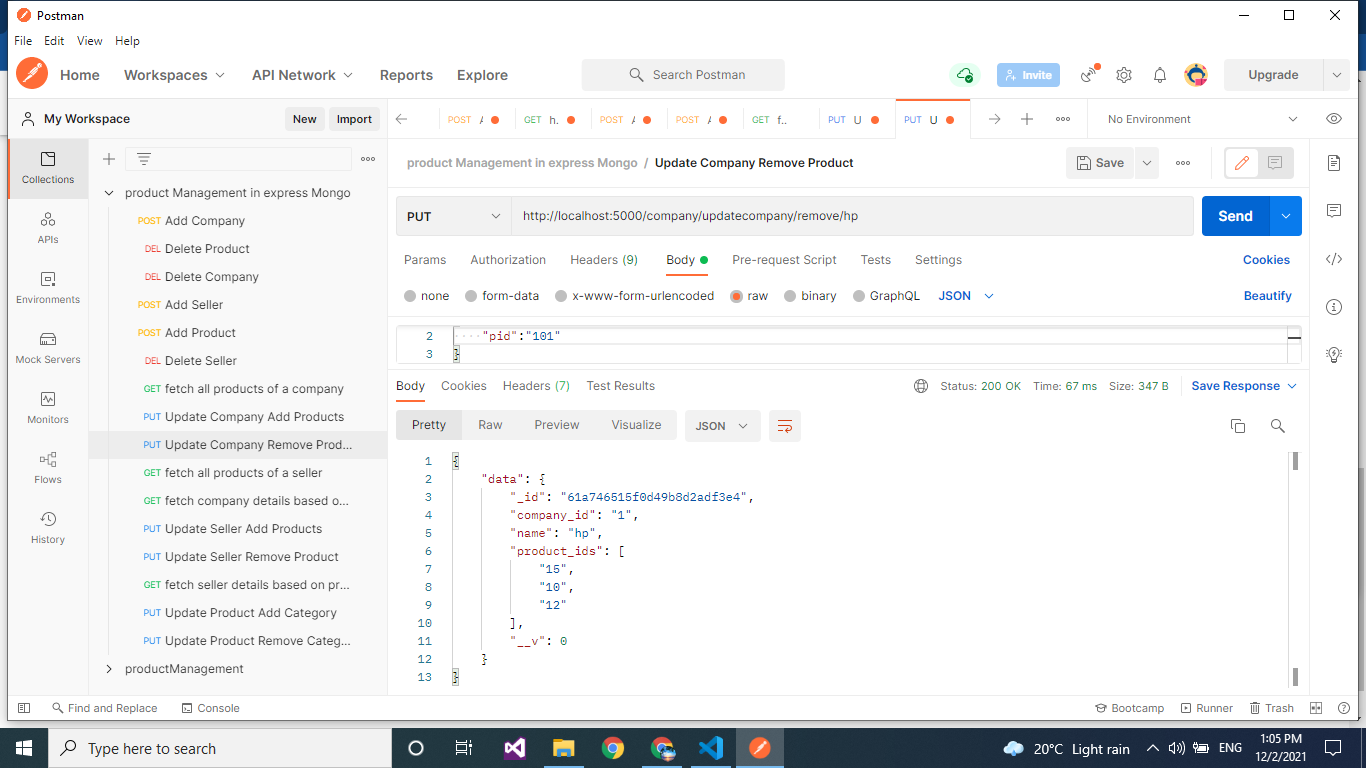 Postman
File Edit View Help
Home Workspaces API Network Reports Explore Search Postman Invite Upgrade
My Workspace New Import POST A GET h. POST A POST A GET f.. PUT U PUT U No Environment
product Management in express Mongo / Update Company Remove Product Save
PUT http://localhost:5000/company/updatecompany/remove/hp Send
Params Authorization Headers (9) Body Pre-request Script Tests Settings Cookies
none form-data x-www-form-urlencoded raw binary GraphQL JSON Beautify
2 "pid":"101"
3 }
Body Cookies Headers (7) Test Results Status: 200 OK Time: 67 ms Size: 347 B Save Response
Pretty Raw Preview Visualize JSON
1 {
2 "data": {
3 "_id": "61a746515f0d49b8d2adf3e4",
4 "company_id": "1",
5 "name": "hp",
6 "product_ids": [
7 "15",
8 "10",
9 "12"
10 ],
11 "__v": 0
12 }
13 }
Collections
APIs
Environments
Mock Servers
Monitors
Flows
History
product Management in express Mongo
POST Add Company
DEL Delete Product
DEL Delete Company
POST Add Seller
POST Add Product
DEL Delete Seller
GET fetch all products of a company
PUT Update Company Add Products
PUT Update Company Remove Prod...
GET fetch all products of a seller
GET fetch company details based o...
PUT Update Seller Add Products
PUT Update Seller Remove Product
GET fetch seller details based on pr...
PUT Update Product Add Category
PUT Update Product Remove Categ...
productManagement
Find and Replace Console Bootcamp Runner Trash
Type here to search 20°C Light rain ENG 1:05 PM
12/2/2021